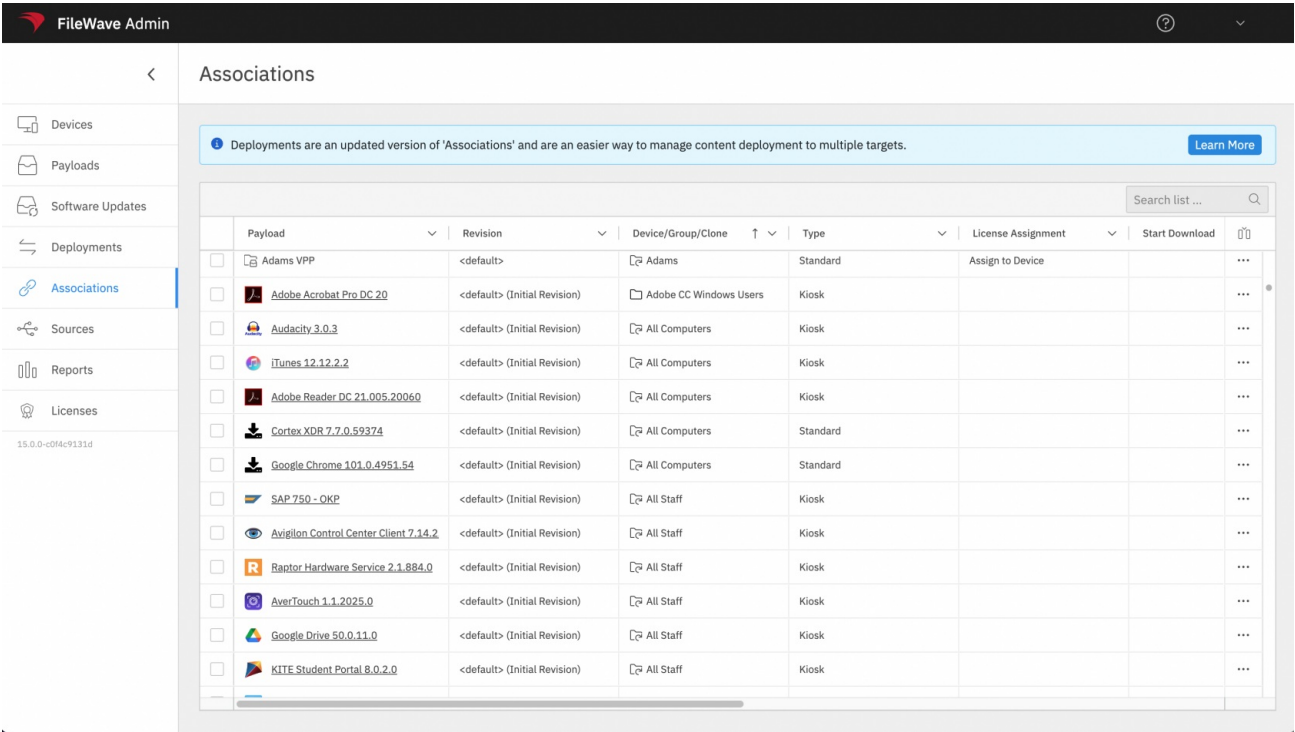 FileWave Admin
Associations
Devices
Payloads
Software Updates
Deployments
Associations
Sources
Reports
Licenses
15.0.0-c0f4c9131d
Deployments are an updated version of 'Associations' and are an easier way to manage content deployment to multiple targets. Learn More
Search list ...
Payload Revision Device/Group/Clone Type License Assignment Start Download
Adams VPP <default> Adams Standard Assign to Device
Adobe Acrobat Pro DC 20 <default> (Initial Revision) Adobe CC Windows Users Kiosk
Audacity 3.0.3 <default> (Initial Revision) All Computers Kiosk
iTunes 12.12.2.2 <default> (Initial Revision) All Computers Kiosk
Adobe Reader DC 21.005.20060 <default> (Initial Revision) All Computers Kiosk
Cortex XDR 7.7.0.59374 <default> (Initial Revision) All Computers Standard
Google Chrome 101.0.4951.54 <default> (Initial Revision) All Computers Standard
SAP 750 - OKP <default> (Initial Revision) All Staff Kiosk
Avigilon Control Center Client 7.14.2 <default> (Initial Revision) All Staff Kiosk
R Raptor Hardware Service 2.1.884.0 <default> (Initial Revision) All Staff Kiosk
AverTouch 1.1.2025.0 <default> (Initial Revision) All Staff Kiosk
Google Drive 50.0.11.0 <default> (Initial Revision) All Staff Kiosk
KITE Student Portal 8.0.2.0 <default> (Initial Revision) All Staff Kiosk